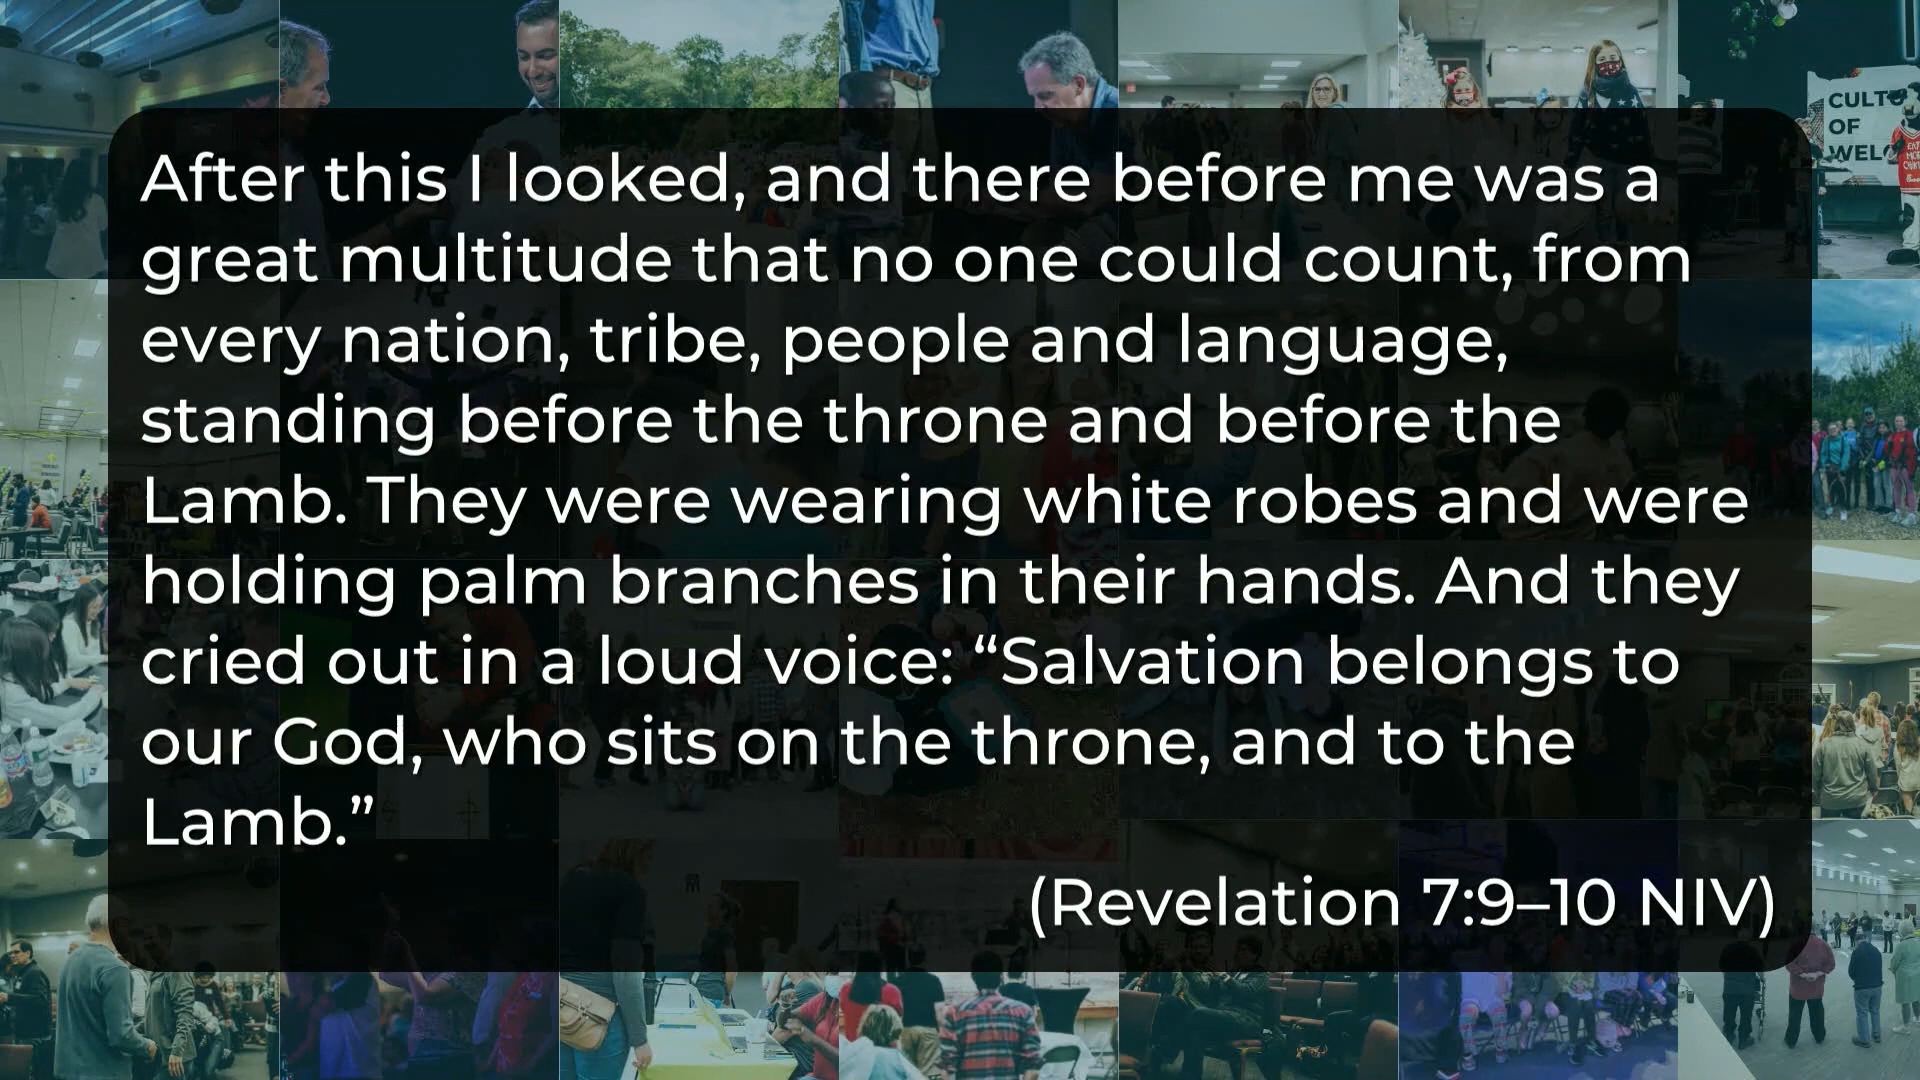 After this I looked, and there before me was a
great multitude that no one could count, from
every nation, tribe, people and language,
standing before the throne and before the
Lamb. They were wearing white robes and were
holding palm branches in their hands. And they
cried out in a loud voice: “Salvation belongs to
our God, who sits on the throne, and to the
Lamb.”
(Revelation 7:9–10 NIV)
OF